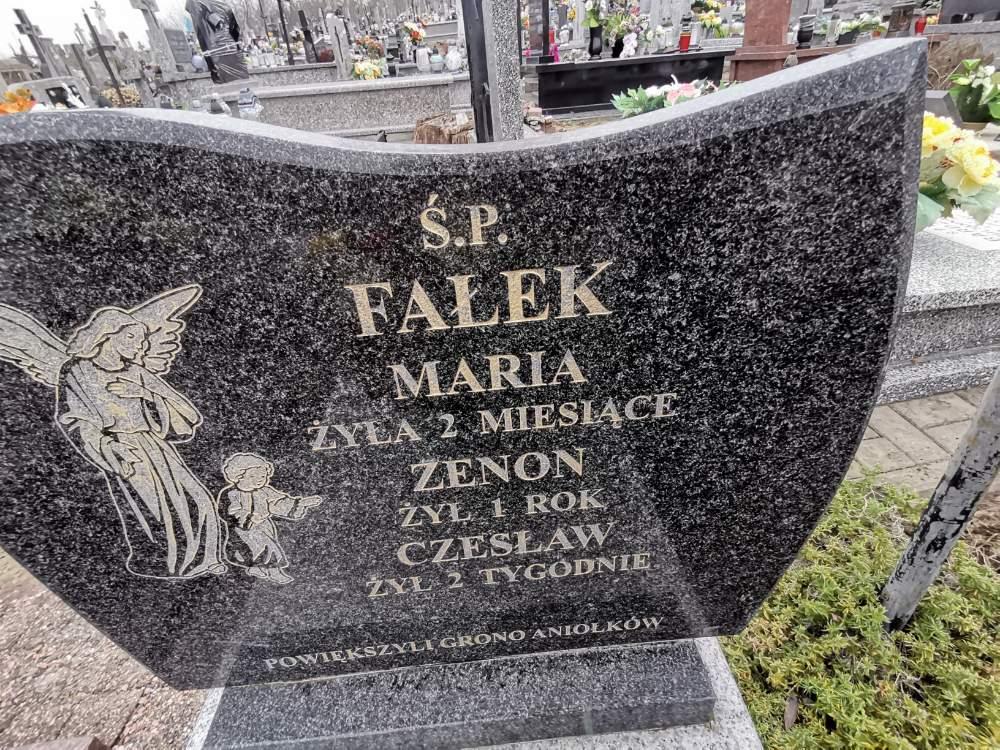 Ś.P.
FAŁEK
MARIA
ŻYŁA 2 MIESIĄCE
ZENON
ŻYŁ 1 ROK
CZESŁAW
ŻYŁ 2 TYGODNIE
POWIĘKSZYLI GRONO ANIOŁKÓW